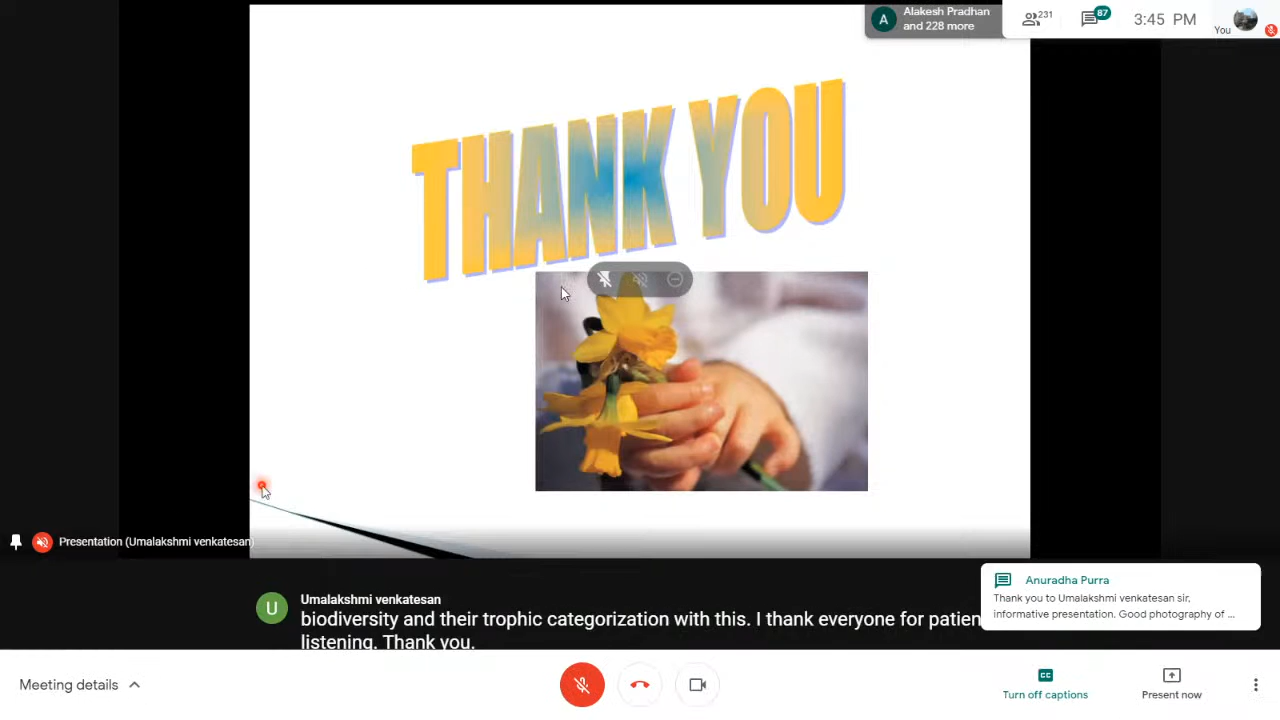 Alakesh Pradhan
and 228 more
231
87
3:45 PM
You
A
THANK YOU
Presentation (Umalakshmi venkatesan)
U
Umalakshmi venkatesan
biodiversity and their trophic categorization with this. I thank everyone for patien
listening. Thank you.
Anuradha Purra
Thank you to Umalakshmi venkatesan sir,
informative presentation. Good photography of ...
Meeting details
CC
Turn off captions
Present now